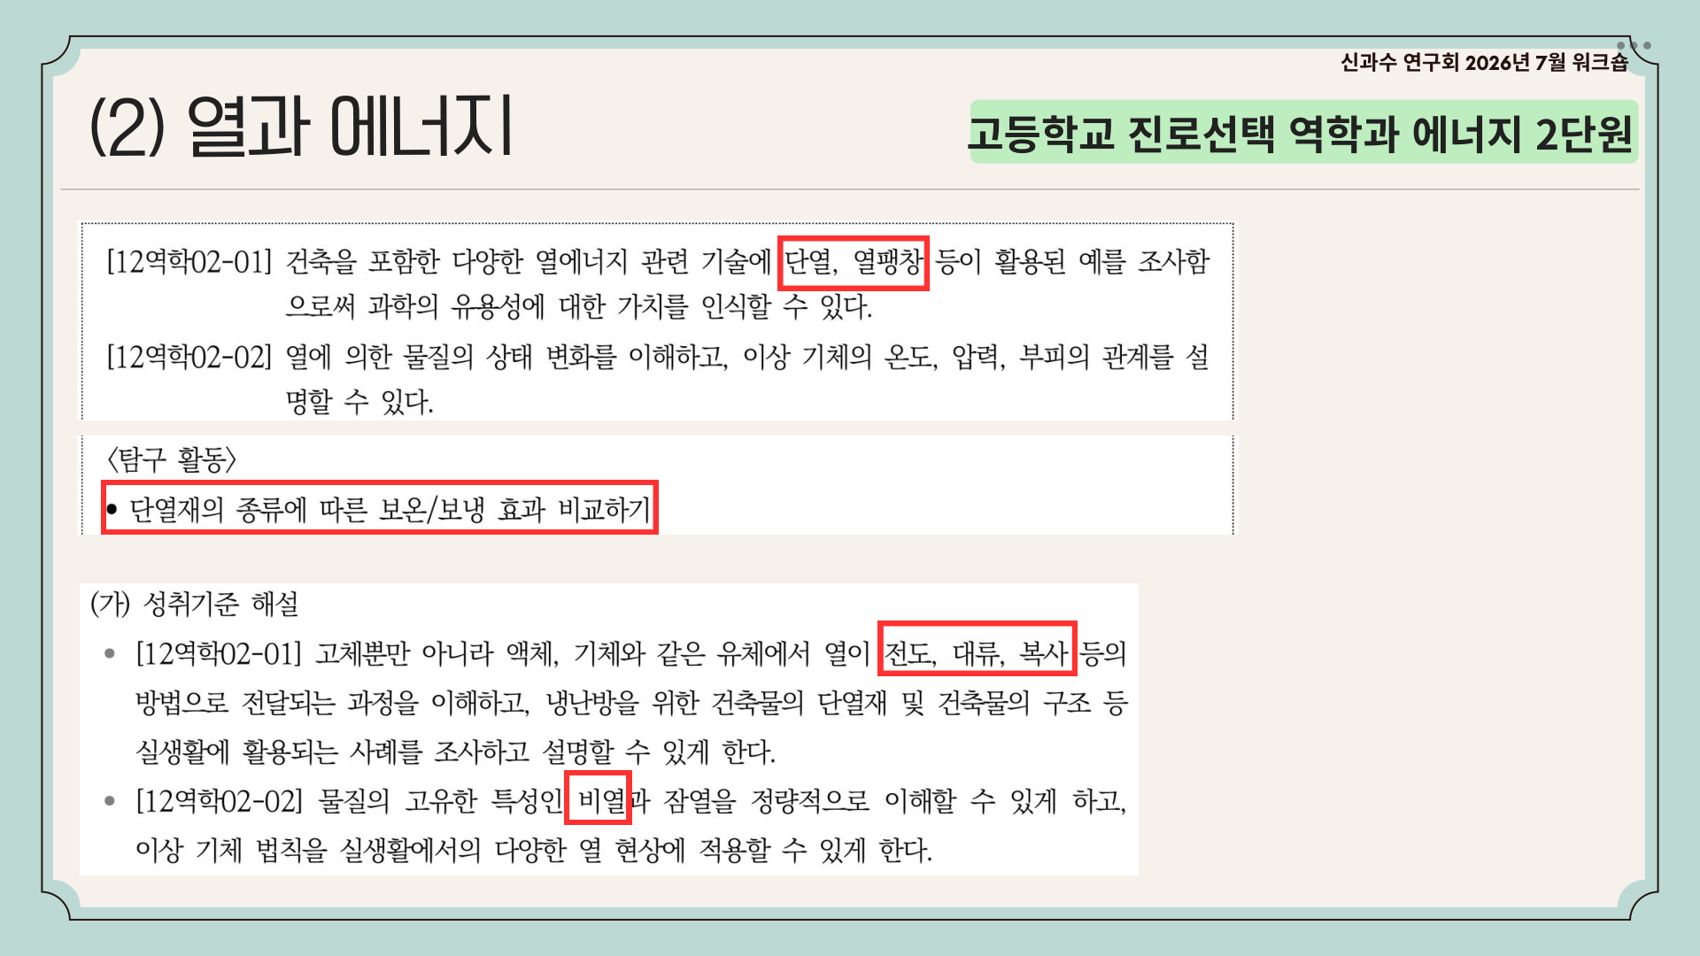 신과수 연구회 2026년 7월 워크숍
(2) 열과 에너지
고등학교 진로선택 역학과 에너지 2단원
[12역학02-01] 건축을 포함한 다양한 열에너지 관련 기술에 단열, 열팽창 등이 활용된 예를 조사함
으로써 과학의 유용성에 대한 가치를 인식할 수 있다.
[12역학02-02] 열에 의한 물질의 상태 변화를 이해하고, 이상 기체의 온도, 압력, 부피의 관계를 설
명할 수 있다.
〈탐구 활동〉
• 단열재의 종류에 따른 보온/보냉 효과 비교하기
(가) 성취기준 해설
• [12역학02-01] 고체뿐만 아니라 액체, 기체와 같은 유체에서 열이 전도, 대류, 복사 등의
방법으로 전달되는 과정을 이해하고, 냉난방을 위한 건축물의 단열재 및 건축물의 구조 등
실생활에 활용되는 사례를 조사하고 설명할 수 있게 한다.
• [12역학02-02] 물질의 고유한 특성인 비열과 잠열을 정량적으로 이해할 수 있게 하고,
이상 기체 법칙을 실생활에서의 다양한 열 현상에 적용할 수 있게 한다.